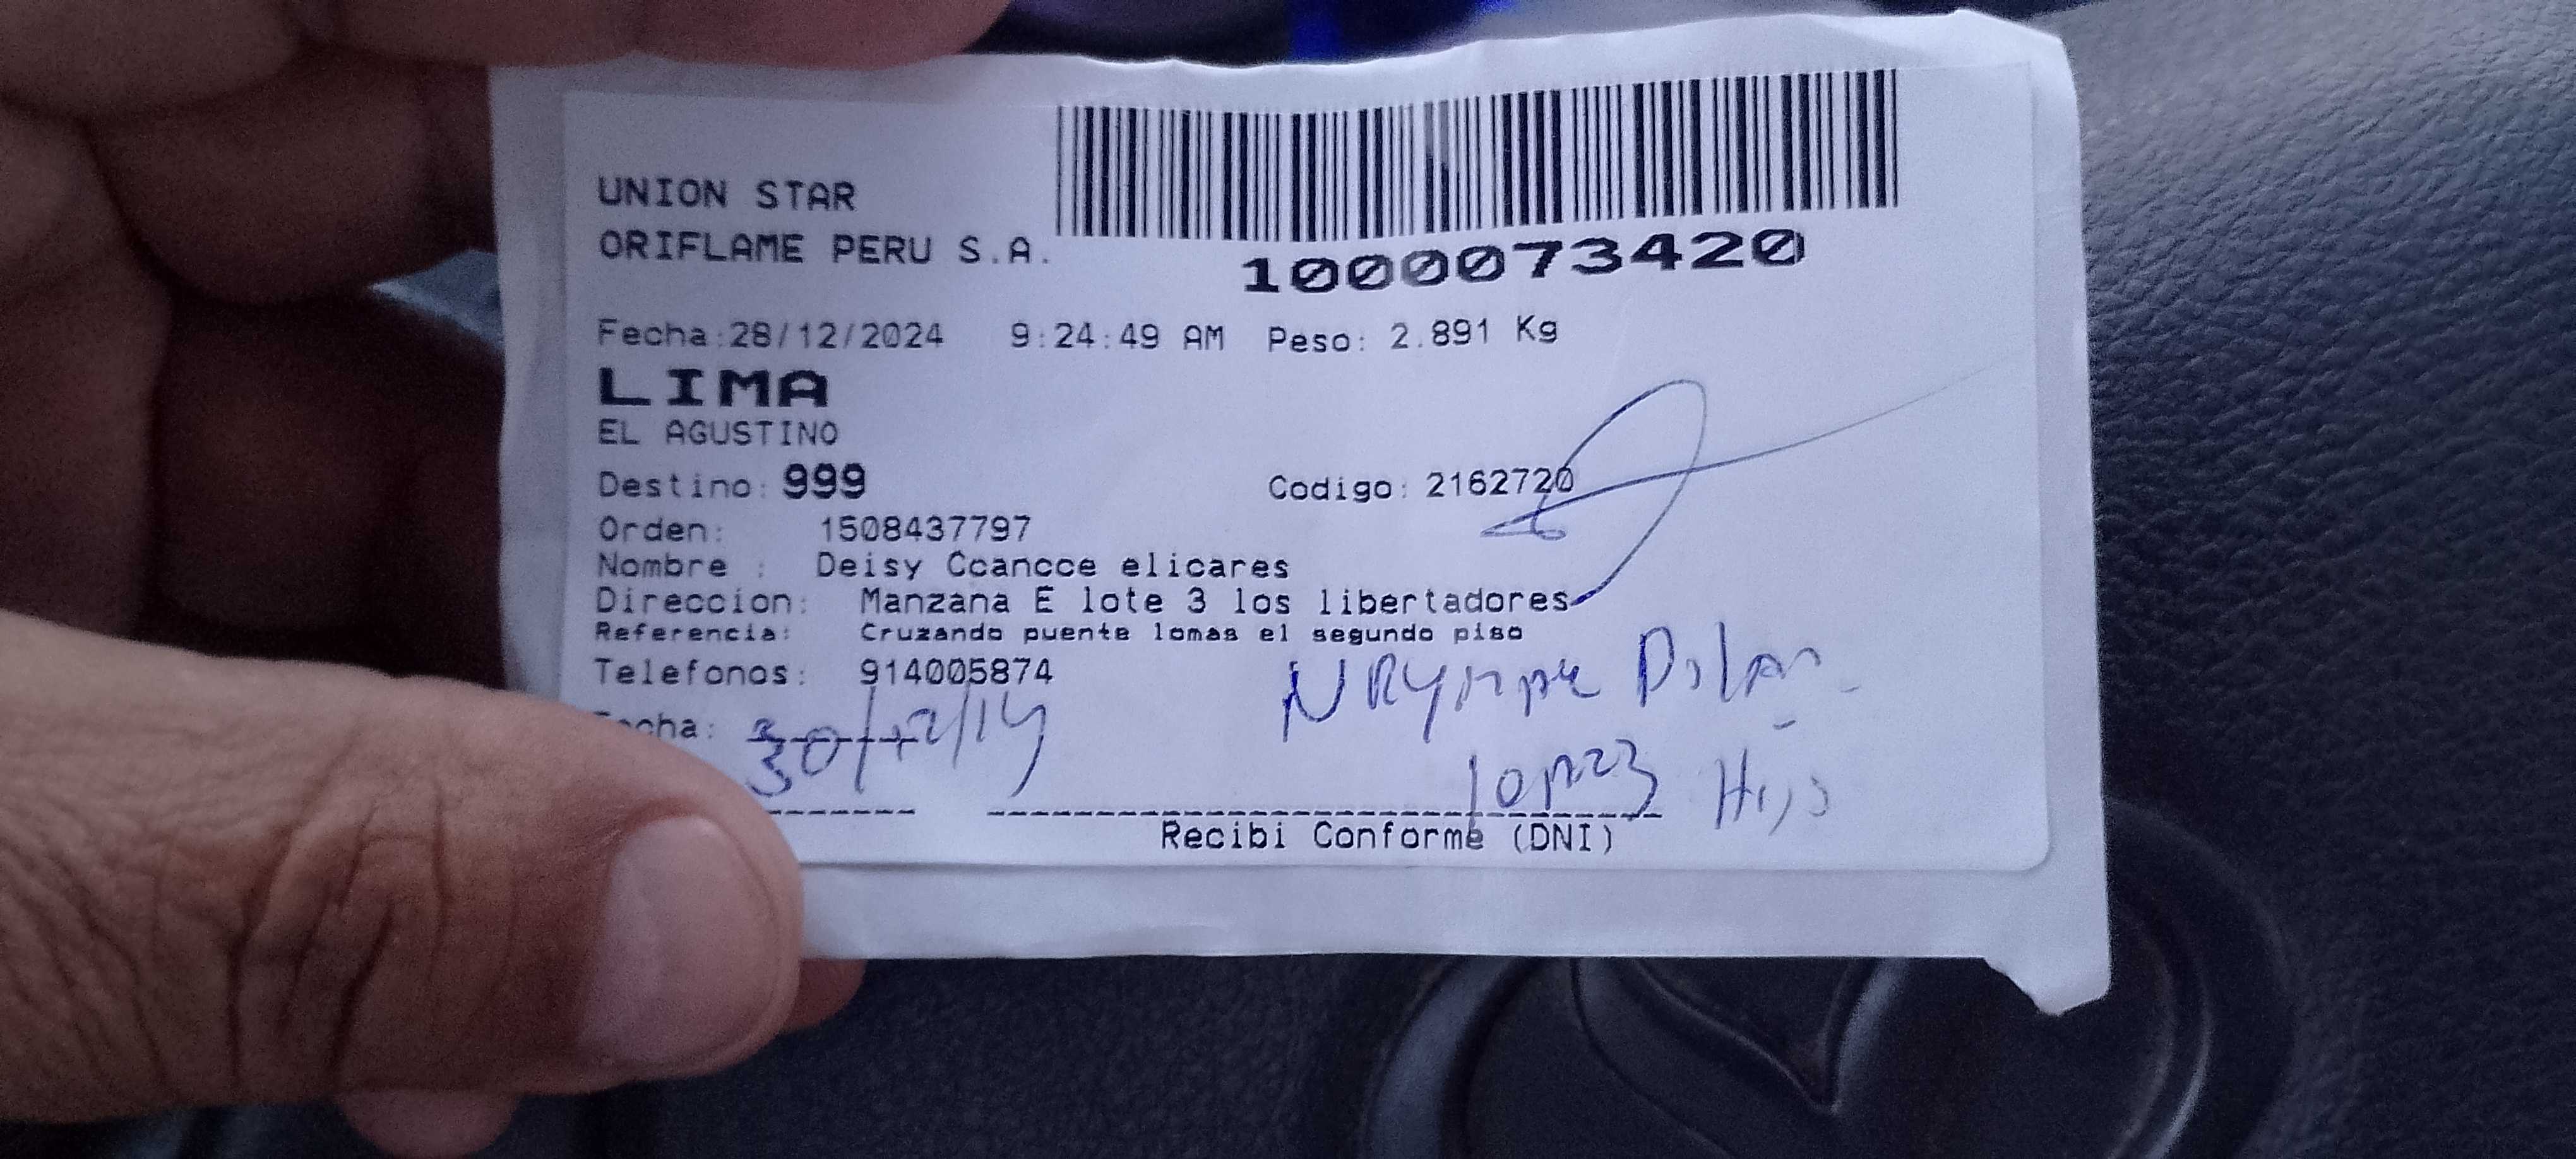 UNION STAR
ORIFLAME PERU S.A.
1000073420
Fecha:28/12/2024 9:24:49 AM Peso: 2.891 Kg
LIMA
EL AGUSTINO
Destino: 999 Codigo: 2162720
Orden: 1508437797
Nombre : Deisy Ccancce elicares
Direccion: Manzana E lote 3 los libertadores
Referencia: Cruzando puente lomas el segundo piso
Telefonos: 914005874
cha:
Hijo
Recibi Conforme (DNI)